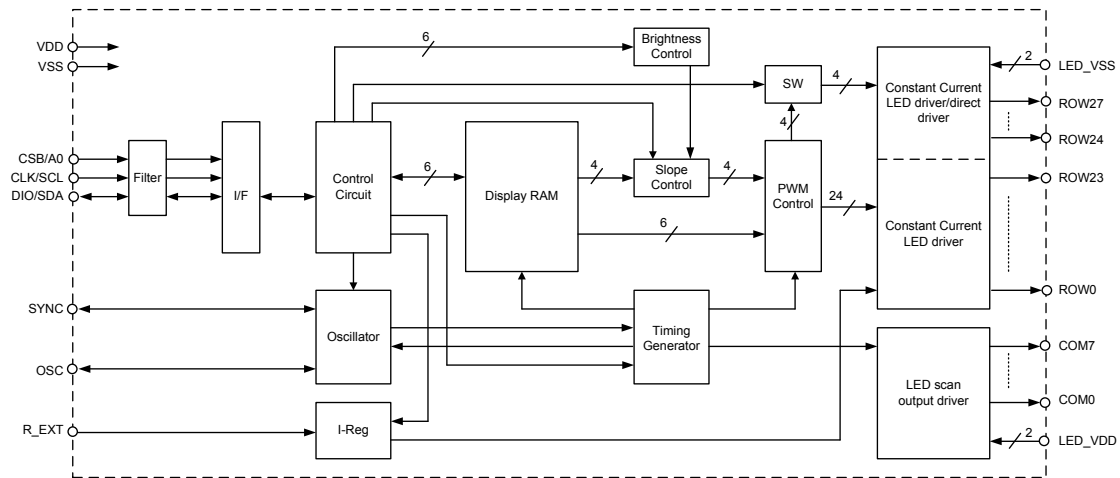 VDD
VSS
CSB/A0
CLK/SCL
DIO/SDA
SYNC
OSC
R_EXT
Filter
I/F
Control
Circuit
Oscillator
I-Reg
6
6
Display RAM
4
6
Brightness
Control
Slope
Control
4
Timing
Generator
SW
4
4
PWM
Control
24
Constant Current
LED driver/direct
driver
Constant Current
LED driver
LED scan
output driver
2
LED_VSS
ROW27
ROW24
ROW23
ROW0
COM7
COM0
2
LED_VDD